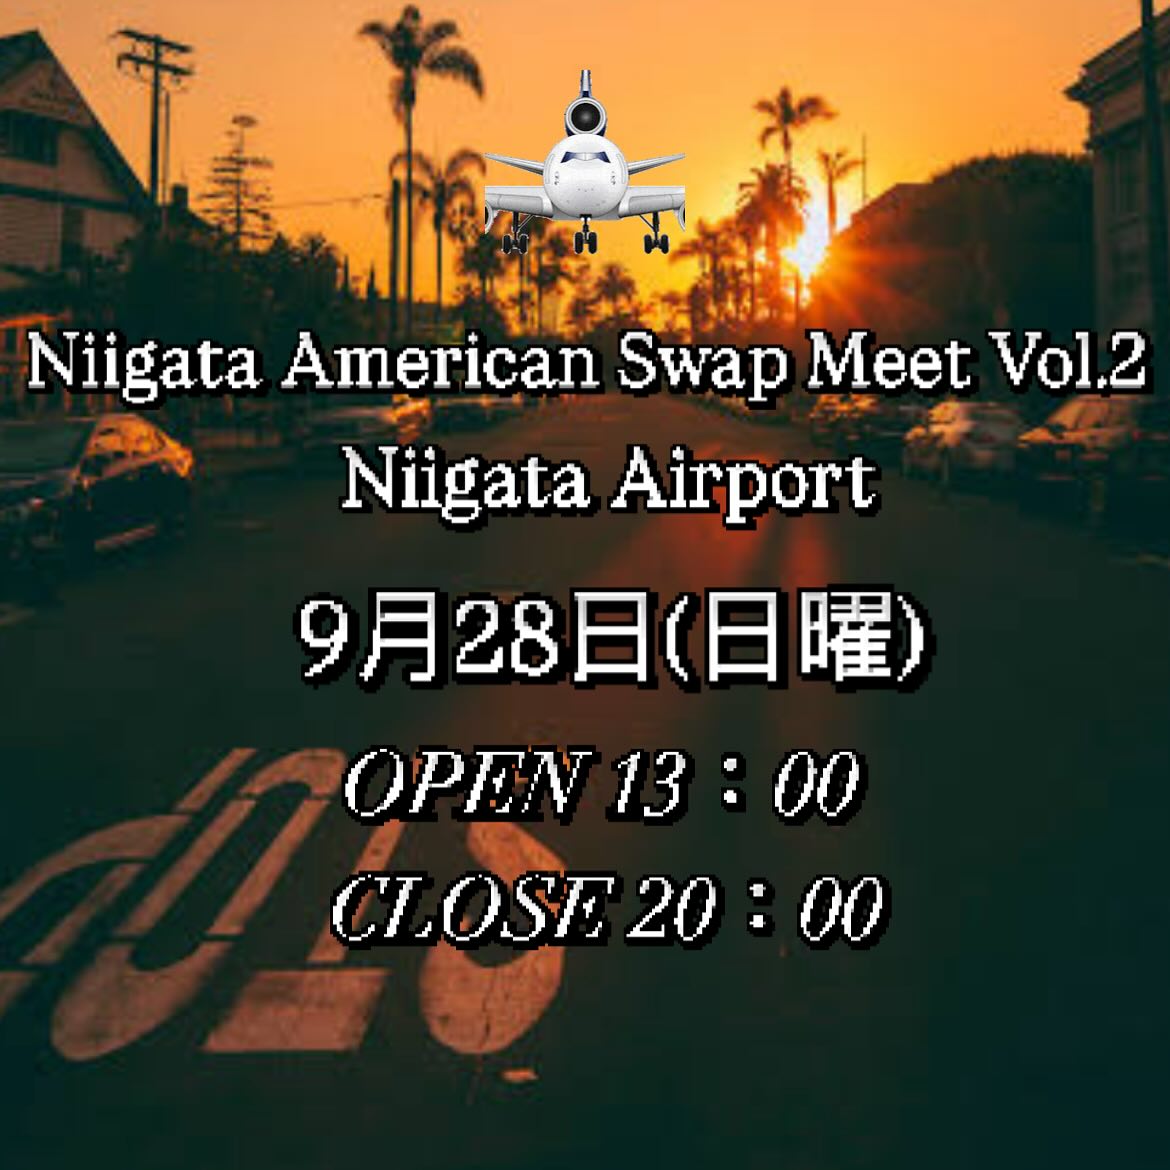 Niigata American Swap Meet Vol.2
Niigata Airport
9月28日(日曜)
OPEN 13：00
CLOSE 20：00